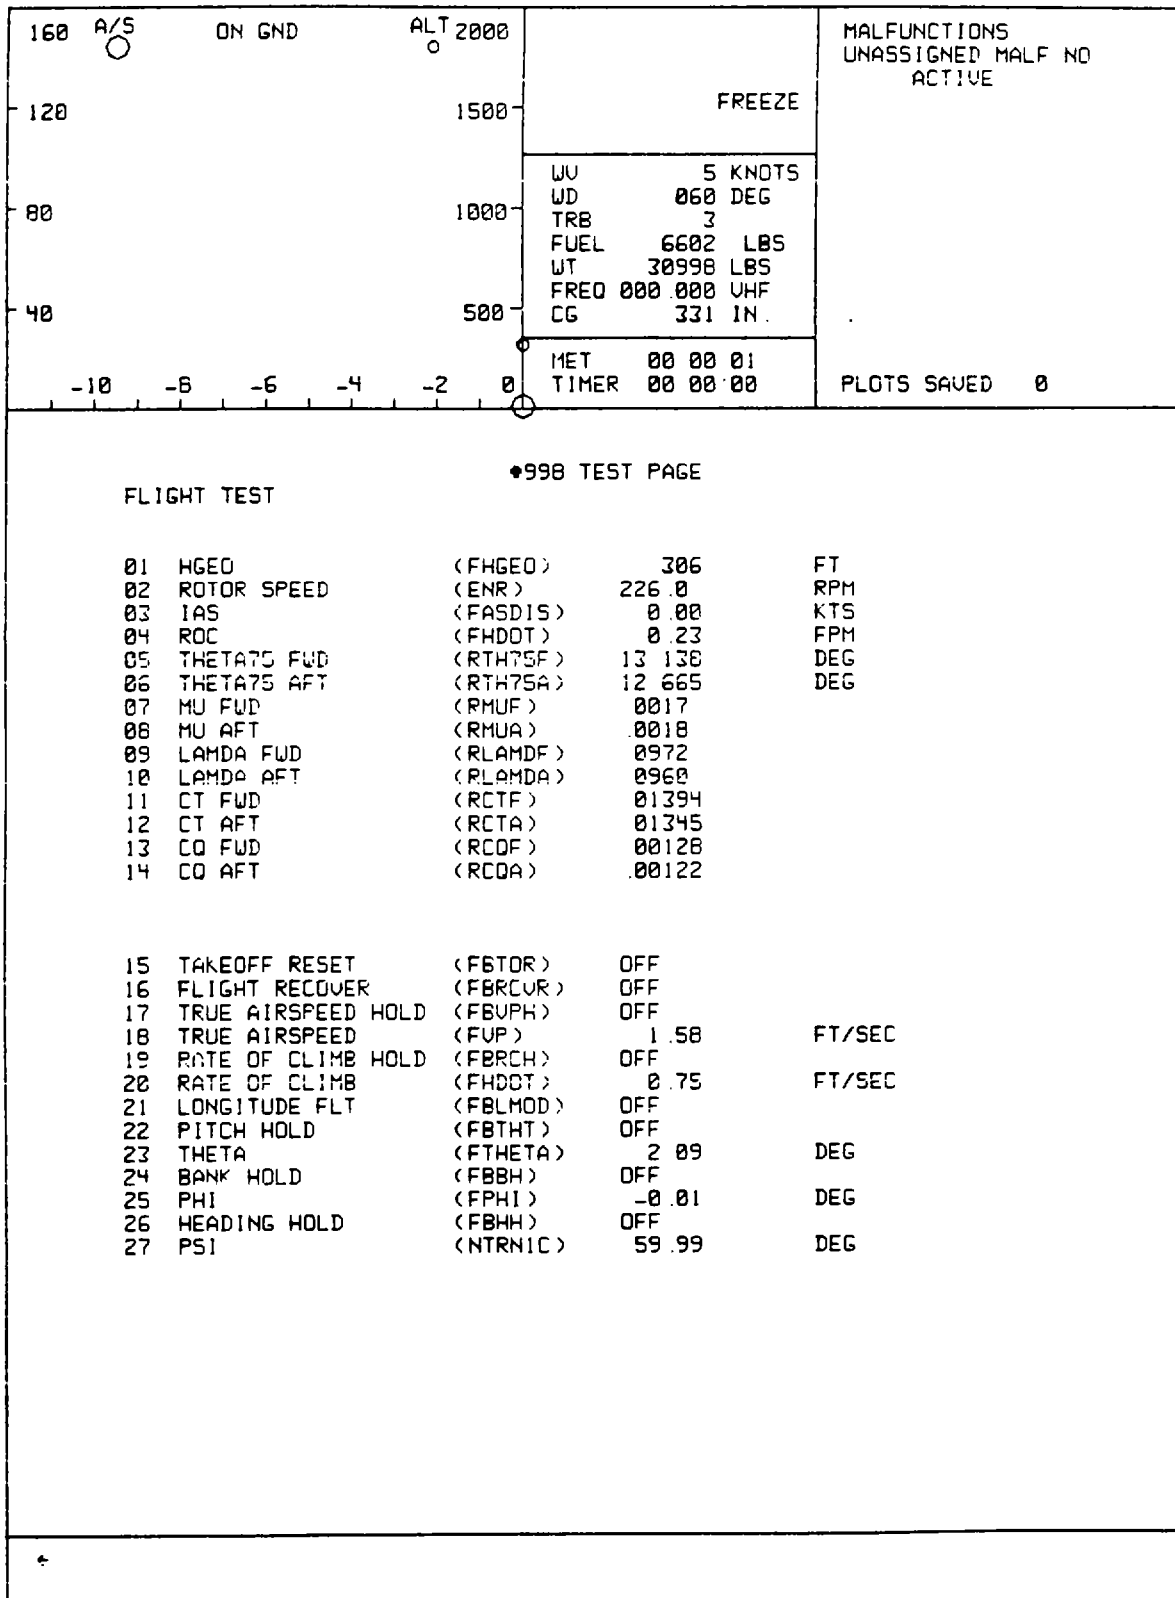 160 A/S ON GND ALT 2000
120 1500
80 1000
40 500
-10 -8 -6 -4 -2 0
FREEZE
WV 5 KNOTS
WD 060 DEG
TRB 3
FUEL 6602 LBS
WT 30998 LBS
FREQ 000.000 VHF
CG 331 IN.
MET 00 00 01
TIMER 00 00:00
MALFUNCTIONS
UNASSIGNED MALF NO
ACTIVE
PLOTS SAVED 0
998 TEST PAGE
FLIGHT TEST
01 HGEO (FHGEO) 306 FT
02 ROTOR SPEED (ENR) 226.0 RPM
03 IAS (FASDIS) 0.00 KTS
04 ROC (FHDOT) 0.23 FPM
05 THETA75 FWD (RTH75F) 13 138 DEG
06 THETA75 AFT (RTH75A) 12 665 DEG
07 MU FWD (RMUF) 0017
08 MU AFT (RMUA) .0018
09 LAMDA FWD (RLAMDF) 0972
10 LAMDA AFT (RLAMDA) 0960
11 CT FWD (RCTF) 01394
12 CT AFT (RCTA) 01345
13 CQ FWD (RCQF) 00128
14 CQ AFT (RCQA) .00122
15 TAKEOFF RESET (FBTOR) OFF
16 FLIGHT RECOVER (FBRCVR) OFF
17 TRUE AIRSPEED HOLD (FBVPH) OFF
18 TRUE AIRSPEED (FVP) 1.58 FT/SEC
19 RATE OF CLIMB HOLD (FBRCH) OFF
20 RATE OF CLIMB (FHDOT) 0.75 FT/SEC
21 LONGITUDE FLT (FBLMOD) OFF
22 PITCH HOLD (FBTHT) OFF
23 THETA (FTHETA) 2 09 DEG
24 BANK HOLD (FBBH) OFF
25 PHI (FPHI) -0.01 DEG
26 HEADING HOLD (FBHH) OFF
27 PSI (NTRN1C) 59.99 DEG